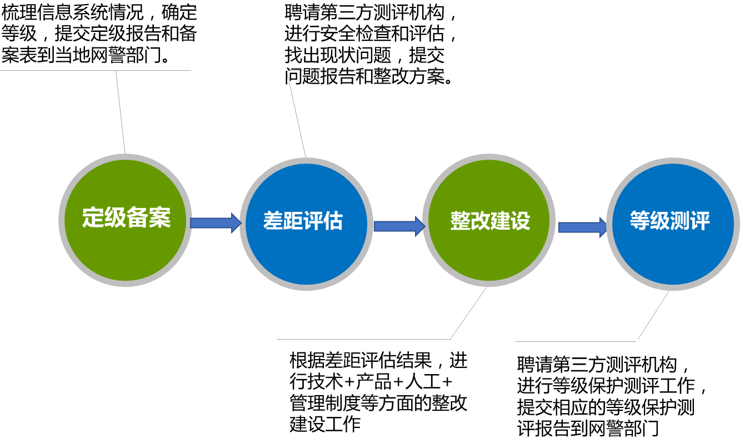 梳理信息系统情况，确定
等级，提交定级报告和备
案表到当地网警部门。
聘请第三方测评机构，
进行安全检查和评估，
找出现状问题，提交
问题报告和整改方案。
定级备案
差距评估
整改建设
等级测评
根据差距评估结果，进
行技术+产品+人工+
管理制度等方面的整改
建设工作
聘请第三方测评机构，
进行等级保护测评工作，
提交相应的等级保护测
评报告到网警部门